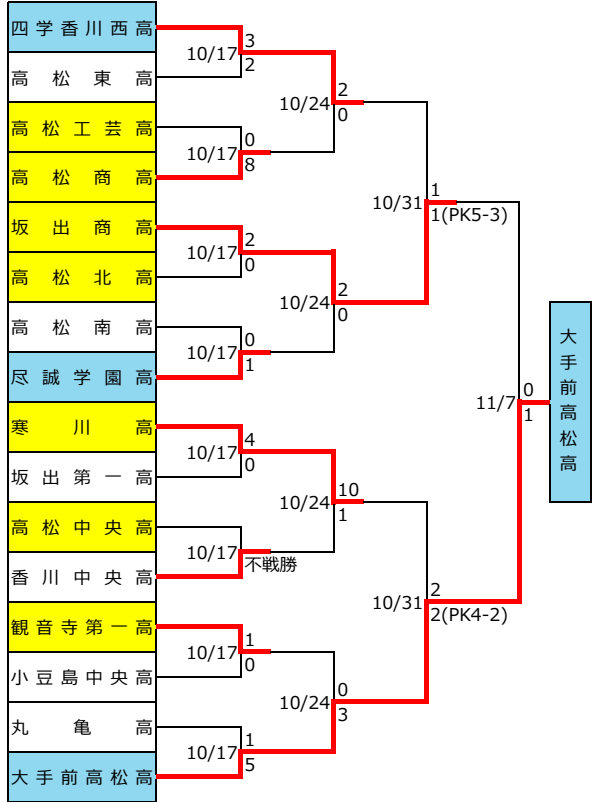 四学香川西高
高松東高
高松工芸高
高松商高
坂出商高
高松北高
高松南高
尽誠学園高
寒川高
坂出第一高
高松中央高
香川中央高
観音寺第一高
小豆島中央高
丸亀高
大手前高松高
10/17
3
2
10/17
0
8
10/17
2
0
10/17
0
1
10/17
4
0
10/17
不戦勝
10/17
1
0
10/17
1
5
10/24
2
0
10/24
2
0
10/24
10
1
10/24
0
3
10/31
1
1(PK5-3)
10/31
2
2(PK4-2)
11/7
0
1
大手前高松高